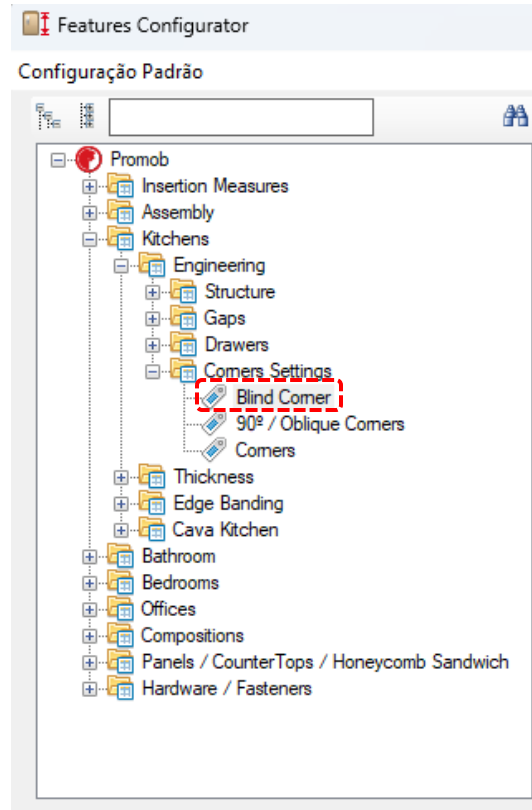 Features Configurator
Configuração Padrão
Promob
Insertion Measures
Assembly
Kitchens
Engineering
Structure
Gaps
Drawers
Corners Settings
Blind Corner
90º / Oblique Corners
Corners
Thickness
Edge Banding
Cava Kitchen
Bathroom
Bedrooms
Offices
Compositions
Panels / CounterTops / Honeycomb Sandwich
Hardware / Fasteners